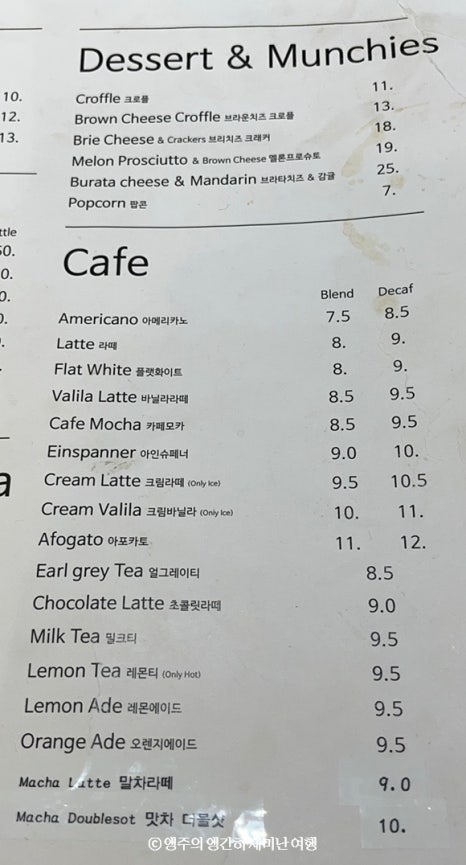 Dessert & Munchies
10.
12.
13.
Croffle 크로플 11.
Brown Cheese Croffle 브라운치즈 크로플 13.
Brie Cheese & Crackers 브리치즈 크래커 18.
Melon Prosciutto & Brown Cheese 멜론프로슈토 19.
Burata cheese & Mandarin 브라타치즈 & 감귤 25.
Popcorn 팝콘 7.
Cafe
Blend Decaf
Americano 아메리카노 7.5 8.5
Latte 라떼 8. 9.
Flat White 플랫화이트 8. 9.
Valila Latte 바닐라라떼 8.5 9.5
Cafe Mocha 카페모카 8.5 9.5
Einspanner 아인슈페너 9.0 10.
Cream Latte 크림라떼 (Only Ice) 9.5 10.5
Cream Valila 크림바닐라 (Only Ice) 10. 11.
Afogato 아포카토 11. 12.
Earl grey Tea 얼그레이티 8.5
Chocolate Latte 초콜릿라떼 9.0
Milk Tea 밀크티 9.5
Lemon Tea 레몬티 (Only Hot) 9.5
Lemon Ade 레몬에이드 9.5
Orange Ade 오렌지에이드 9.5
Macha Latte 말차라떼 9.0
Macha Doublesot 맛차 더블샷 10.
© 앵주의 앵간하게 미난 여행